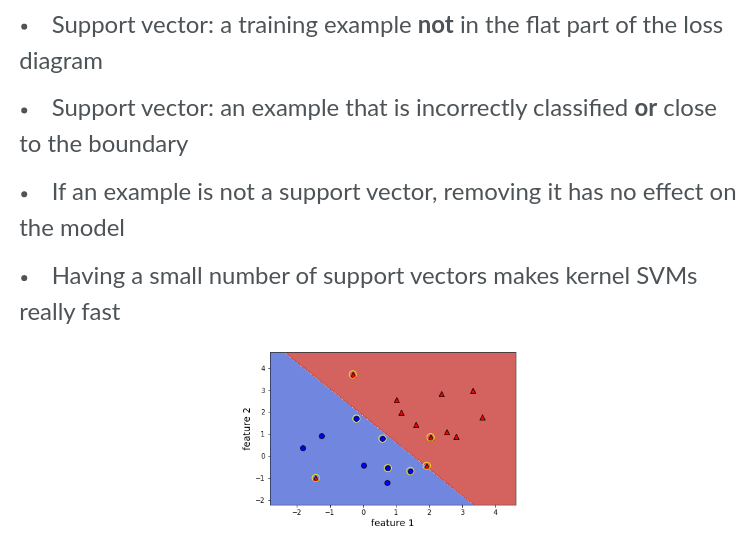 • Support vector: a training example not in the flat part of the loss
diagram
• Support vector: an example that is incorrectly classified or close
to the boundary
• If an example is not a support vector, removing it has no effect on
the model
• Having a small number of support vectors makes kernel SVMs
really fast
4
3
2
1
0
−1
−2
feature 2
−2 −1 0 1 2 3 4
feature 1